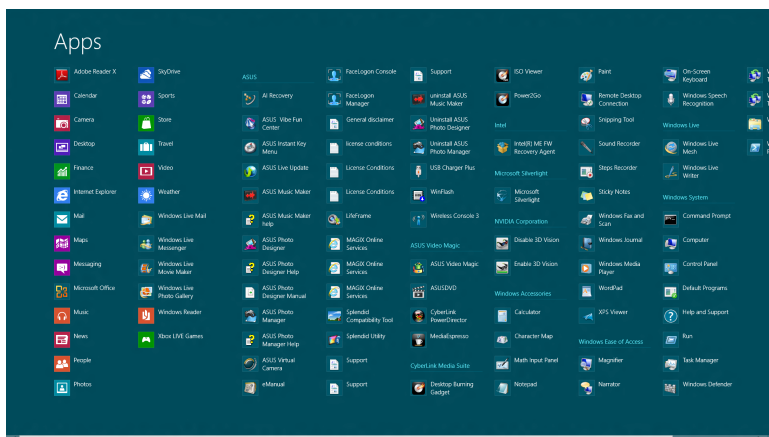 Apps
Adobe Reader X
Calendar
Camera
Desktop
Finance
Internet Explorer
Mail
Maps
Messaging
Microsoft Office
Music
News
People
Photos
SkyDrive
Sports
Store
Travel
Video
Weather
Windows Live Mail
Windows Live
Messenger
Windows Live
Movie Maker
Windows Live
Photo Gallery
Windows Reader
Xbox LIVE Games
ASUS
AI Recovery
ASUS Vibe Fun
Center
ASUS Instant Key
Menu
ASUS Live Update
ASUS Music Maker
ASUS Music Maker
help
ASUS Photo
Designer
ASUS Photo
Designer Help
ASUS Photo
Designer Manual
ASUS Photo
Manager
ASUS Photo
Manager Help
ASUS Virtual
Camera
eManual
FaceLogon Console
FaceLogon
Manager
General disclaimer
license conditions
License Conditions
License Conditions
LifeFrame
MAGIX Online
Services
MAGIX Online
Services
MAGIX Online
Services
Splendid
Compatibility Tool
Splendid Utility
Support
Support
Support
uninstall ASUS
Music Maker
Uninstall ASUS
Photo Designer
Uninstall ASUS
Photo Manager
USB Charger Plus
WinFlash
Wireless Console 3
ASUS Video Magic
ASUS Video Magic
ASUSDVD
CyberLink
PowerDirector
MediaEspresso
CyberLink Media Suite
Desktop Burning
Gadget
ISO Viewer
Power2Go
Intel
Intel(R) ME FW
Recovery Agent
Microsoft Silverlight
Microsoft
Silverlight
NVIDIA Corporation
Disable 3D Vision
Enable 3D Vision
Windows Accessories
Calculator
Character Map
Math Input Panel
Notepad
Paint
Remote Desktop
Connection
Snipping Tool
Sound Recorder
Steps Recorder
Sticky Notes
Windows Fax and
Scan
Windows Journal
Windows Media
Player
WordPad
XPS Viewer
Windows Ease of Access
Magnifier
Narrator
On-Screen
Keyboard
Windows Speech
Recognition
Windows Live
Windows Live
Mesh
Windows Live
Writer
Windows System
Command Prompt
Computer
Control Panel
Default Programs
Help and Support
Run
Task Manager
Windows Defender